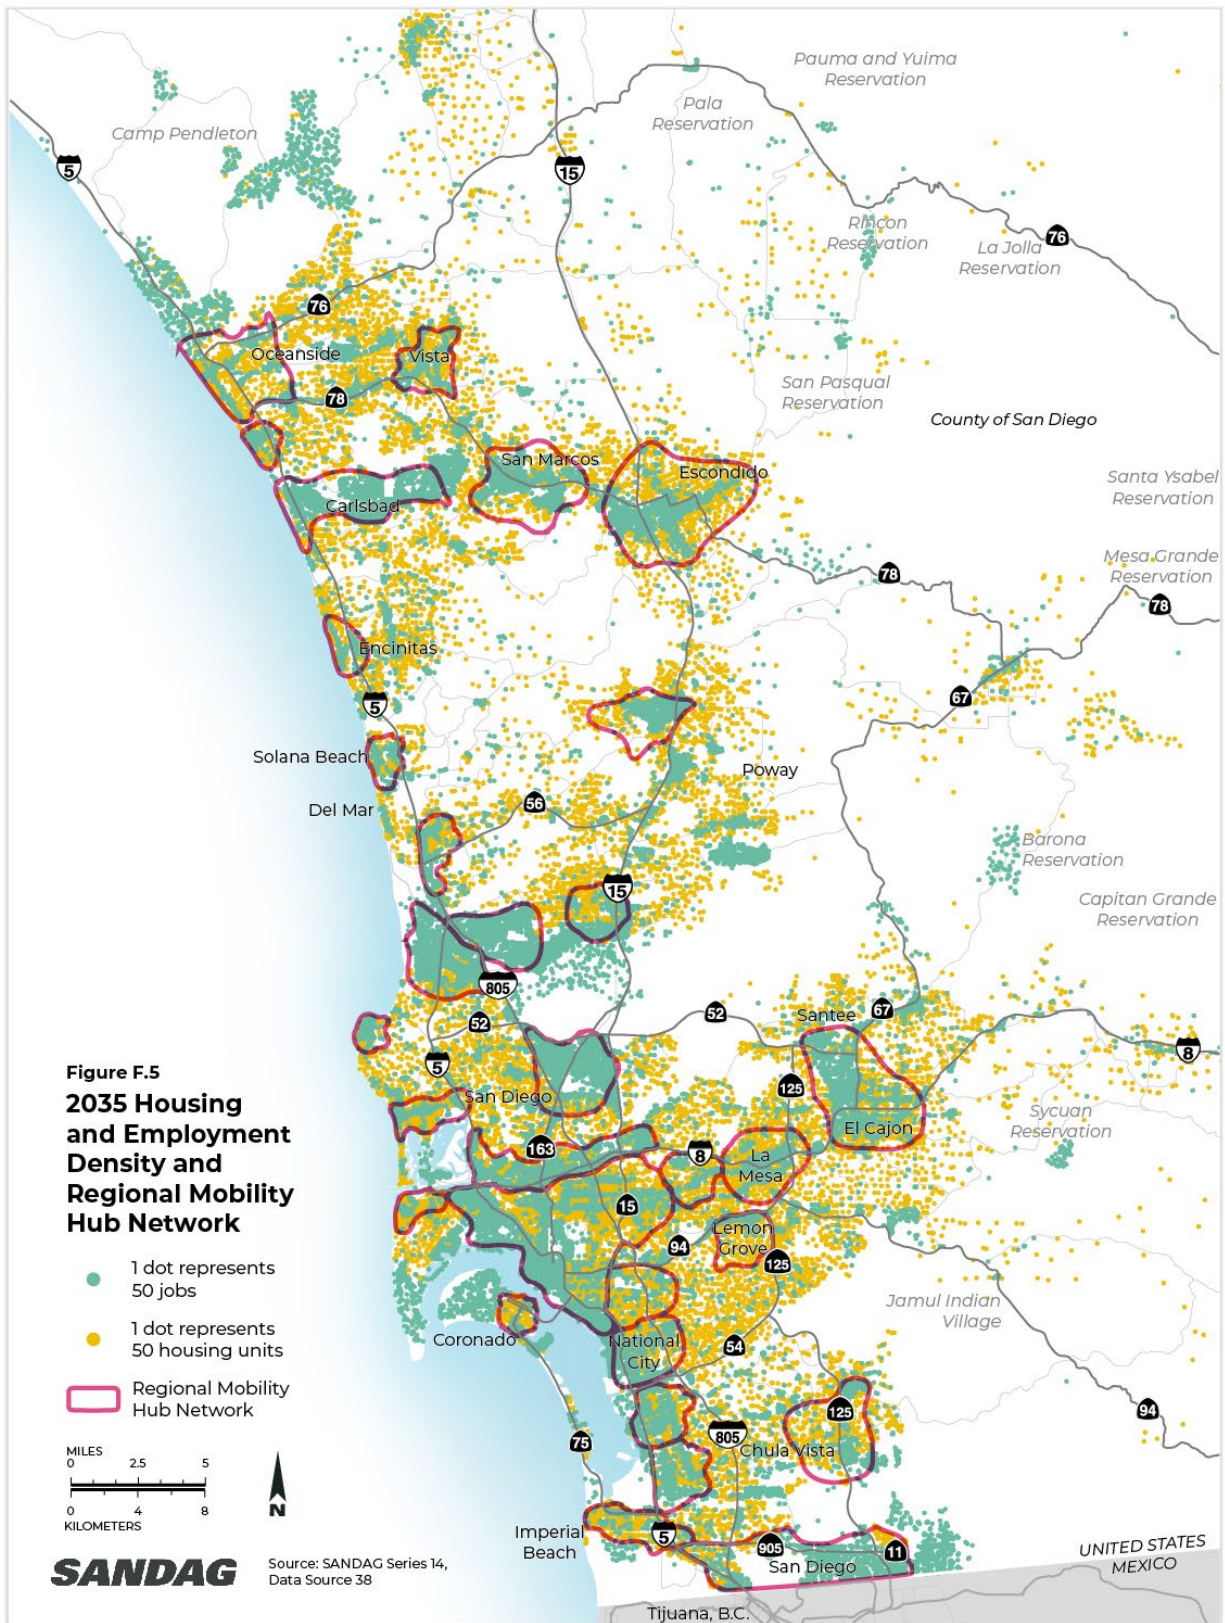 Pauma and Yuima
Reservation
Pala
Reservation
Camp Pendleton
5
15
Rincon
Reservation
La Jolla
Reservation
76
76
Oceanside
Vista
78
San Pasqual
Reservation
County of San Diego
San Marcos
Escondido
Carlsbad
Santa Ysabel
Reservation
Mesa Grande
Reservation
78
78
Encinitas
67
5
Solana Beach
Poway
Del Mar
56
Barona
Reservation
15
Capitan Grande
Reservation
805
52
52
Santee
67
5
8
125
San Diego
El Cajon
Sycuan
Reservation
163
8
La
Mesa
15
Lemon
Grove
94
125
Jamul Indian
Village
Coronado
National
City
54
125
94
805
75
Chula Vista
Imperial
Beach
5
905
11
San Diego
UNITED STATES
MEXICO
Tijuana, B.C.
Figure F.5
2035 Housing
and Employment
Density and
Regional Mobility
Hub Network
1 dot represents
50 jobs
1 dot represents
50 housing units
Regional Mobility
Hub Network
MILES
0 2.5 5
0 4 8
KILOMETERS
N
SANDAG
Source: SANDAG Series 14,
Data Source 38